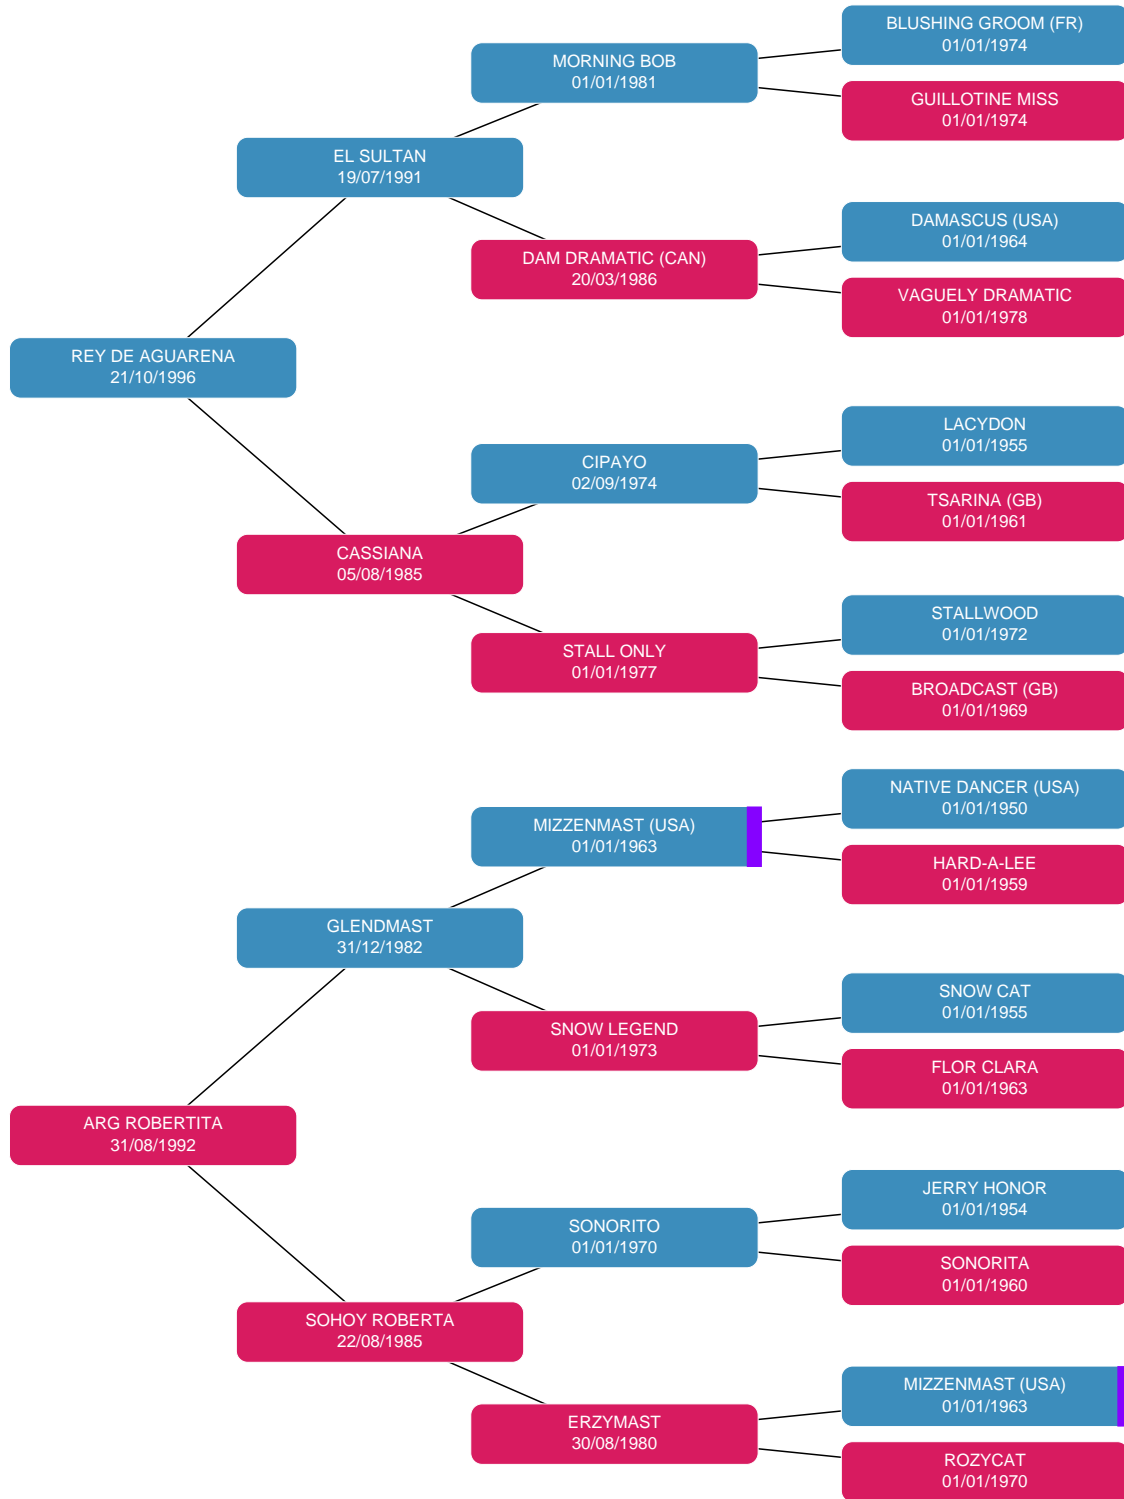 BLUSHING GROOM (FR)
01/01/1974
MORNING BOB
01/01/1981
GUILLOTINE MISS
01/01/1974
EL SULTAN
19/07/1991
DAMASCUS (USA)
01/01/1964
DAM DRAMATIC (CAN)
20/03/1986
VAGUELY DRAMATIC
01/01/1978
REY DE AGUARENA
21/10/1996
LACYDON
01/01/1955
CIPAYO
02/09/1974
TSARINA (GB)
01/01/1961
CASSIANA
05/08/1985
STALLWOOD
01/01/1972
STALL ONLY
01/01/1977
BROADCAST (GB)
01/01/1969
NATIVE DANCER (USA)
01/01/1950
MIZZENMAST (USA)
01/01/1963
HARD-A-LEE
01/01/1959
GLENDMAST
31/12/1982
SNOW CAT
01/01/1955
SNOW LEGEND
01/01/1973
FLOR CLARA
01/01/1963
ARG ROBERTITA
31/08/1992
JERRY HONOR
01/01/1954
SONORITO
01/01/1970
SONORITA
01/01/1960
SOHOY ROBERTA
22/08/1985
MIZZENMAST (USA)
01/01/1963
ERZYMAST
30/08/1980
ROZYCAT
01/01/1970